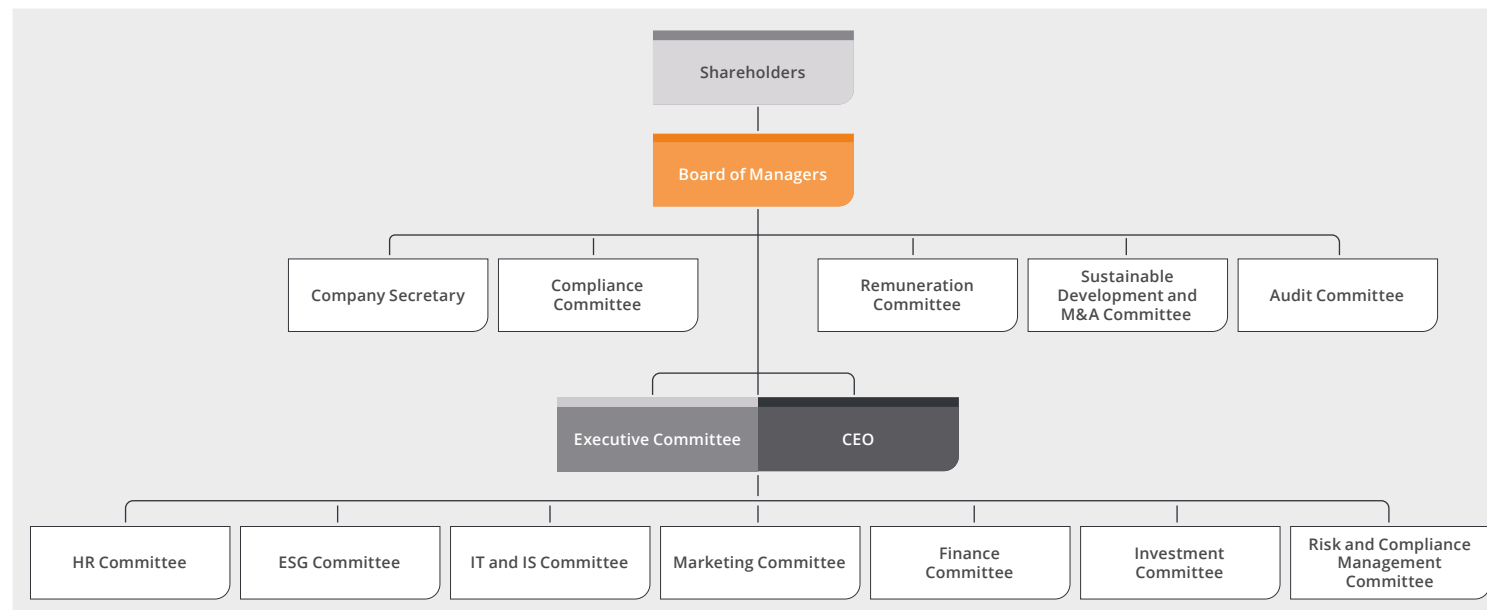 Shareholders
Board of Managers
Company Secretary
Compliance
Committee
Remuneration
Committee
Sustainable
Development and
M&A Committee
Audit Committee
Executive Committee
CEO
HR Committee
ESG Committee
IT and IS Committee
Marketing Committee
Finance
Committee
Investment
Committee
Risk and Compliance
Management
Committee